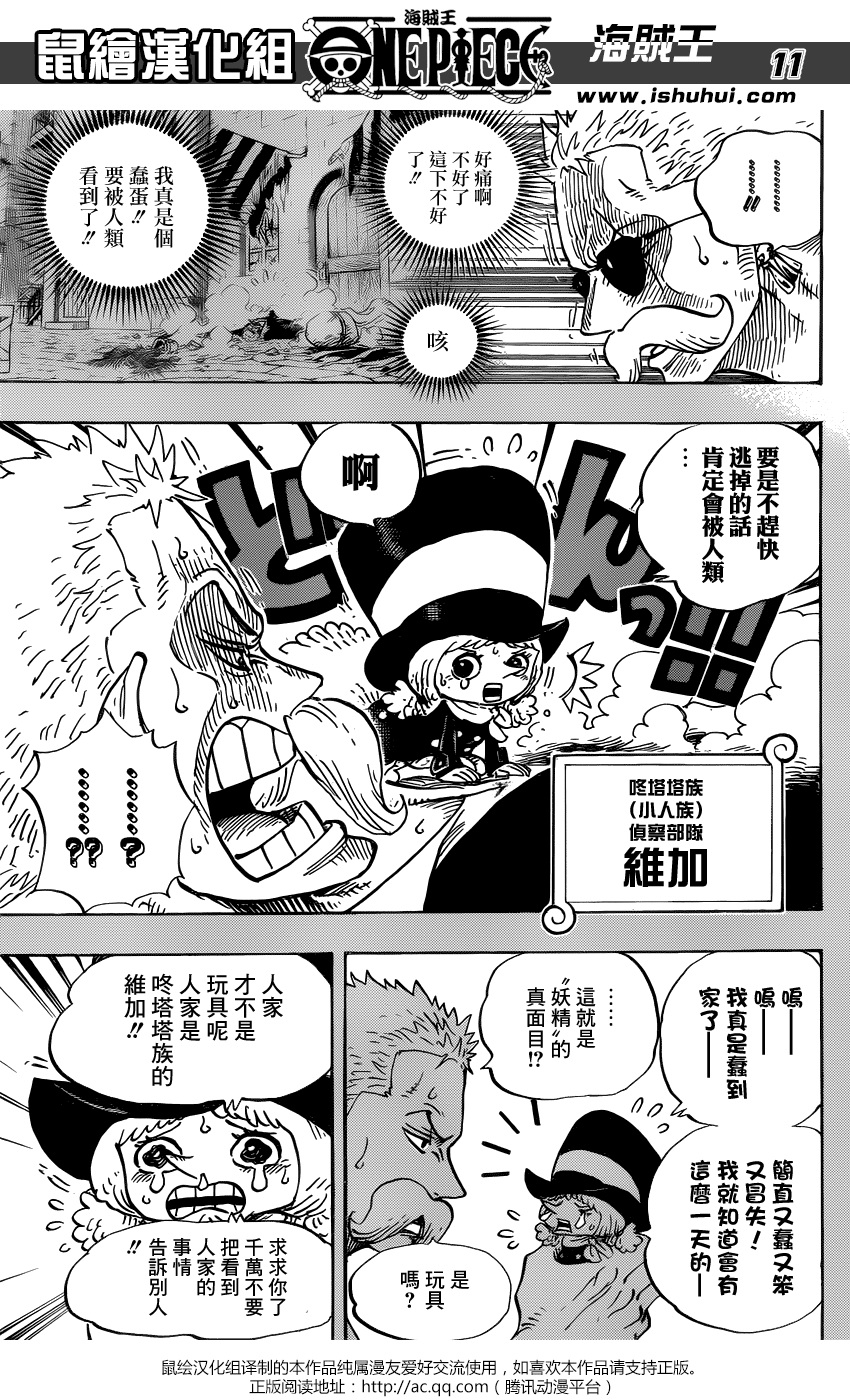 鼠繪漢化組
海賊王
ONE PIECE
海賊王
www.ishuhui.com
11
………!!
好痛啊
不好了
這下不好
了!!
咳
我真是個
蠢蛋!!
要被人類
看到了!!
要是不趕快
逃掉的話
肯定會被人類
…
啊
どんっ!!
咚塔塔族
(小人族)
偵察部隊
維加
……?
……??
嗚——
嗚——
我真是蠢到
家了——
簡直又蠢又笨
又冒失!
我就知道會有
這麼一天的—
……
這就是
“妖精”的
真面目!?
是
玩具
嗎?
人家
才不是
玩具呢
人家是
咚塔塔族的
維加!!
求求你了
千萬不要
把看到
人家的
事情
告訴別人
!!
鼠绘汉化组译制的本作品纯属漫友爱好交流使用，如喜欢本作品请支持正版。
正版阅读地址：http://ac.qq.com（腾讯动漫平台）